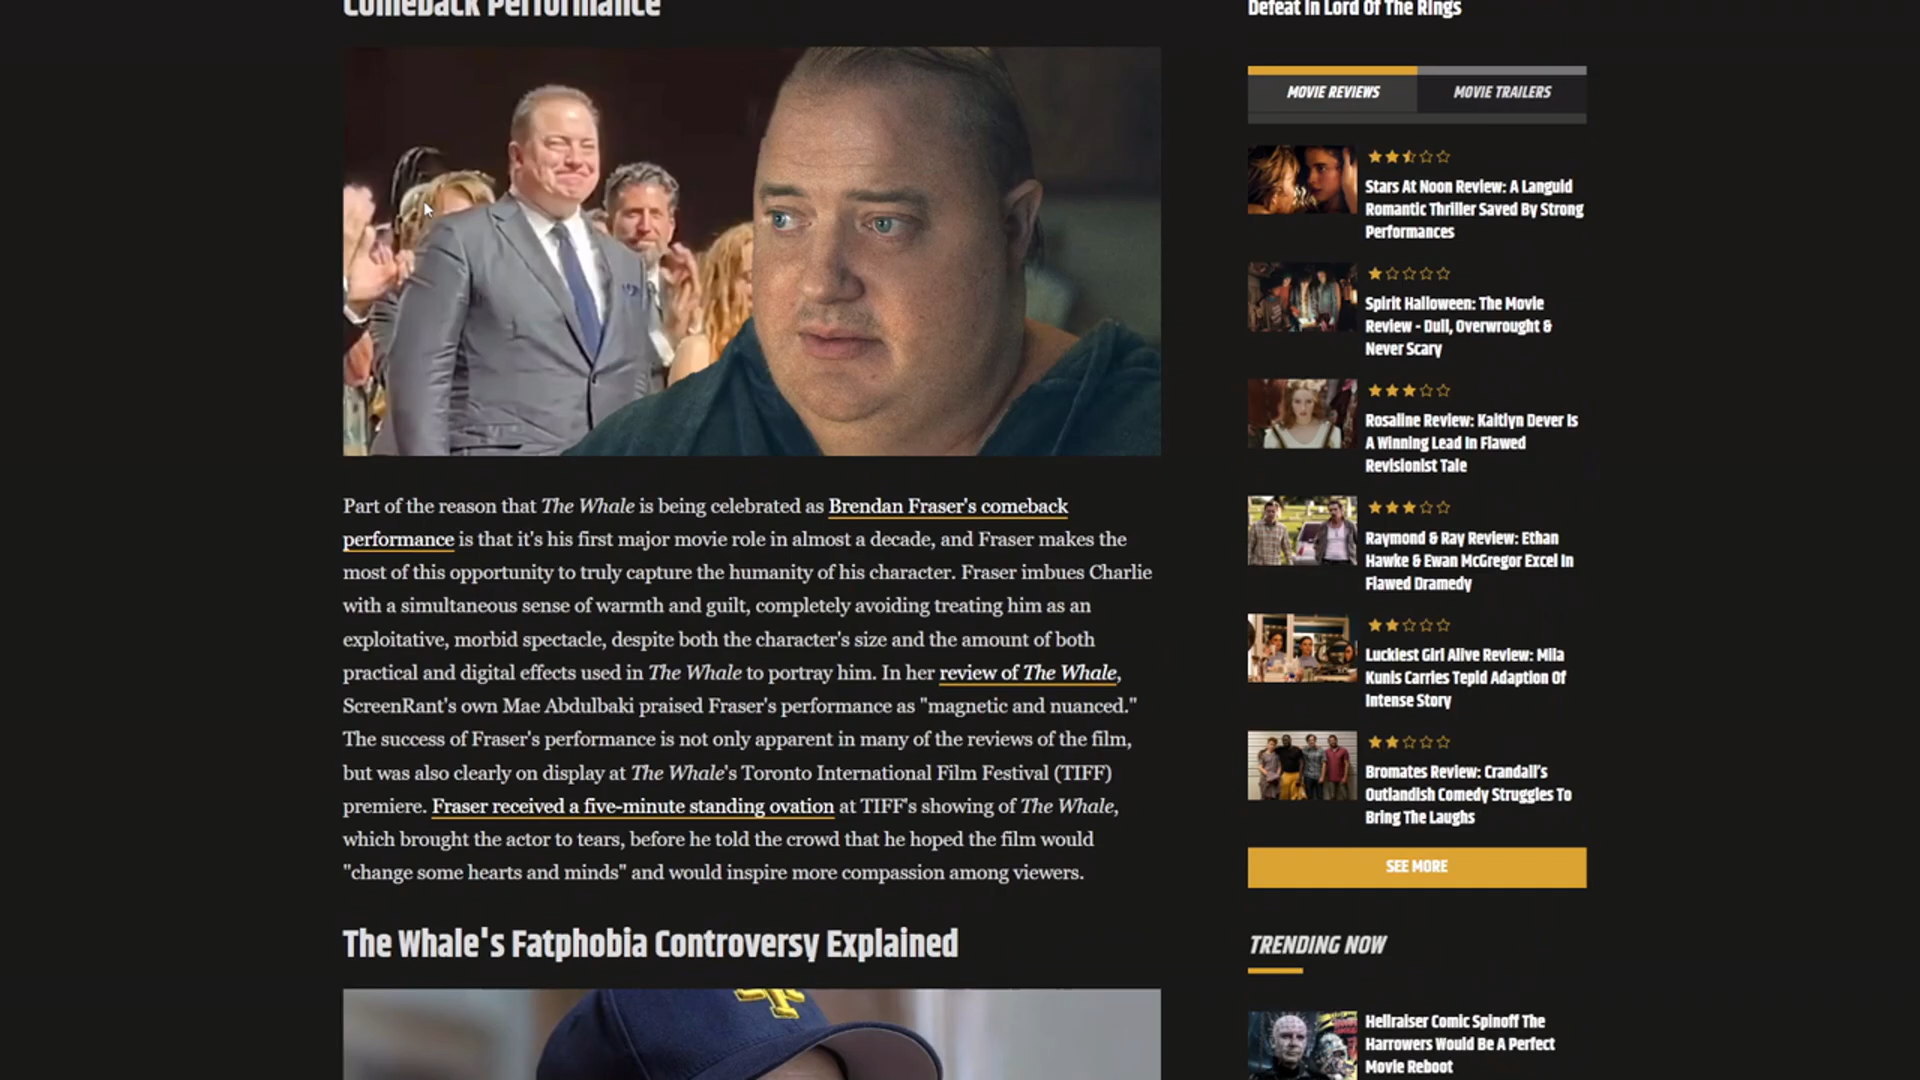 Comeback Performance
Part of the reason that The Whale is being celebrated as Brendan Fraser's comeback
performance is that it's his first major movie role in almost a decade, and Fraser makes the
most of this opportunity to truly capture the humanity of his character. Fraser imbues Charlie
with a simultaneous sense of warmth and guilt, completely avoiding treating him as an
exploitative, morbid spectacle, despite both the character's size and the amount of both
practical and digital effects used in The Whale to portray him. In her review of The Whale,
ScreenRant's own Mae Abdulbaki praised Fraser's performance as "magnetic and nuanced."
The success of Fraser's performance is not only apparent in many of the reviews of the film,
but was also clearly on display at The Whale's Toronto International Film Festival (TIFF)
premiere. Fraser received a five-minute standing ovation at TIFF's showing of The Whale,
which brought the actor to tears, before he told the crowd that he hoped the film would
"change some hearts and minds" and would inspire more compassion among viewers.
The Whale's Fatphobia Controversy Explained
Defeat In Lord Of The Rings
MOVIE REVIEWS
MOVIE TRAILERS
Stars At Noon Review: A Languid
Romantic Thriller Saved By Strong
Performances
Spirit Halloween: The Movie
Review - Dull, Overwrought &
Never Scary
Rosaline Review: Kaitlyn Dever Is
A Winning Lead In Flawed
Revisionist Tale
Raymond & Ray Review: Ethan
Hawke & Ewan McGregor Excel In
Flawed Dramedy
Luckiest Girl Alive Review: Mila
Kunis Carries Tepid Adaption Of
Intense Story
Bromates Review: Crandall's
Outlandish Comedy Struggles To
Bring The Laughs
SEE MORE
TRENDING NOW
Hellraiser Comic Spinoff The
Harrowers Would Be A Perfect
Movie Reboot